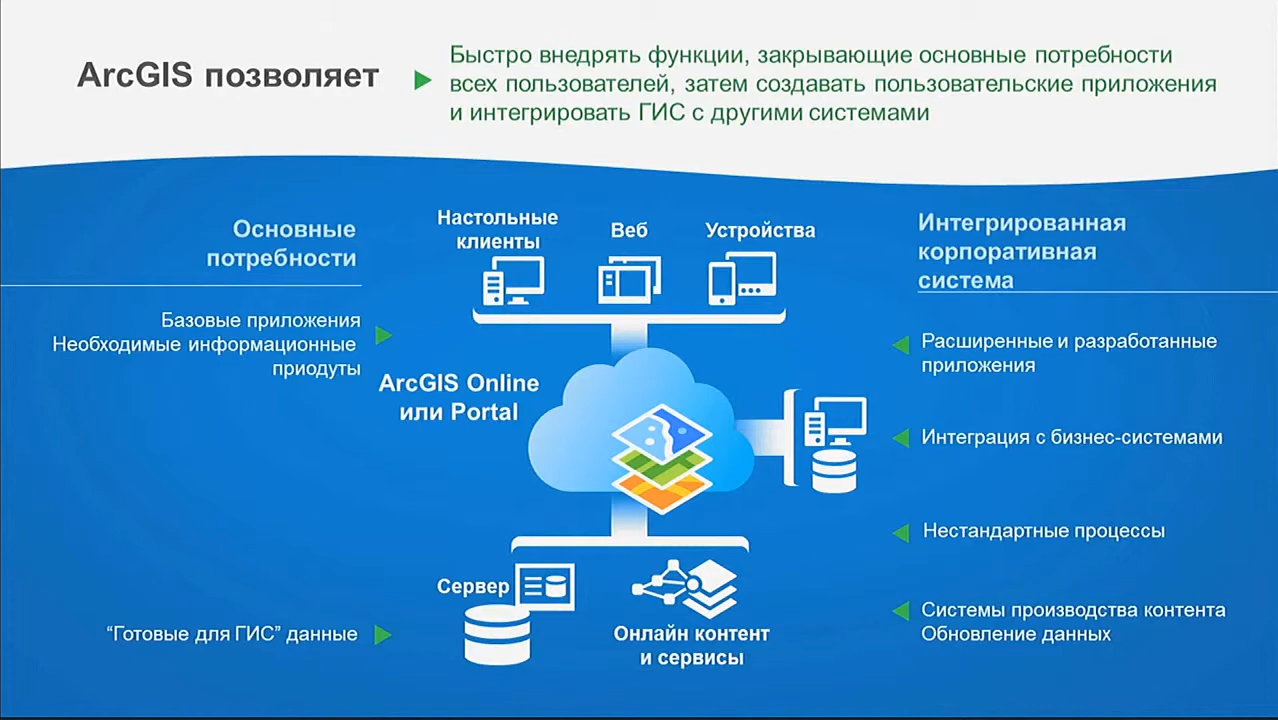 ArcGIS позволяет
Быстро внедрять функции, закрывающие основные потребности
всех пользователей, затем создавать пользовательские приложения
и интегрировать ГИС с другими системами
Основные
потребности
Базовые приложения
Необходимые информационные
приодуты
“Готовые для ГИС” данные
Настольные
клиенты
Веб
Устройства
ArcGIS Online
или Portal
Сервер
Онлайн контент
и сервисы
Интегрированная
корпоративная
система
Расширенные и разработанные
приложения
Интеграция с бизнес-системами
Нестандартные процессы
Системы производства контента
Обновление данных